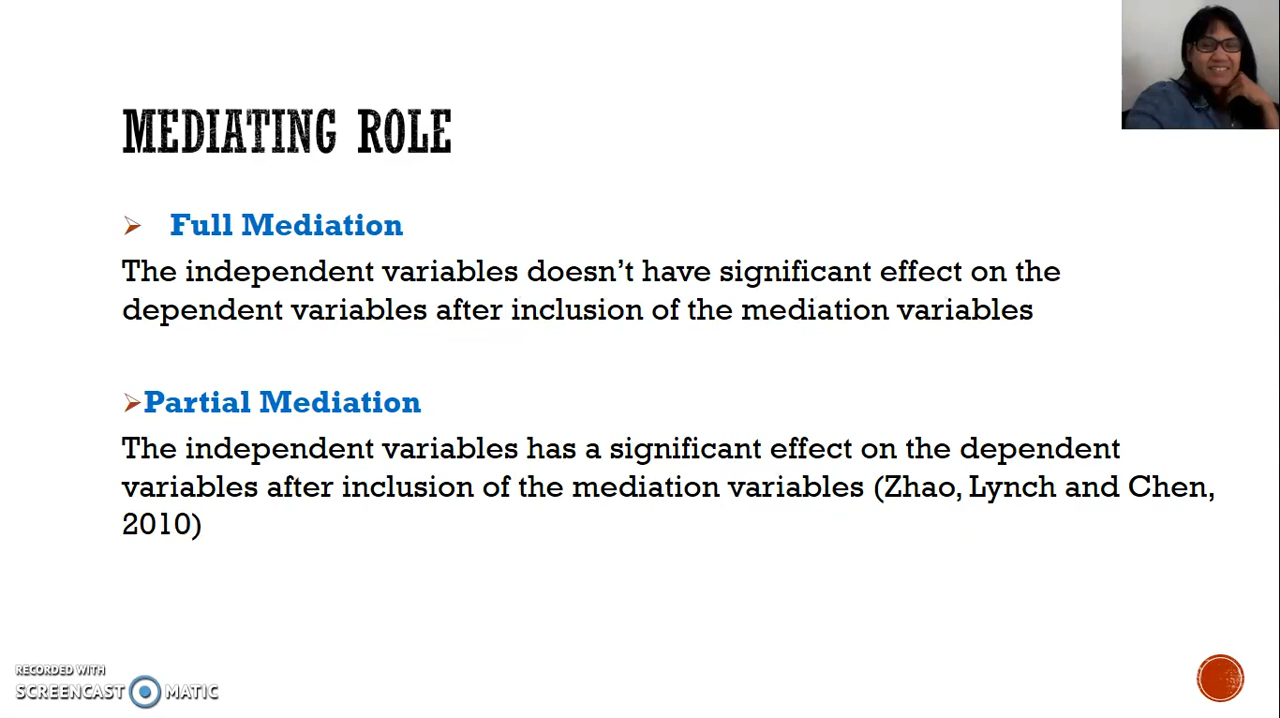 MEDIATING ROLE
Full Mediation
The independent variables doesn’t have significant effect on the
dependent variables after inclusion of the mediation variables
Partial Mediation
The independent variables has a significant effect on the dependent
variables after inclusion of the mediation variables (Zhao, Lynch and Chen,
2010)
RECORDED WITH
SCREENCAST MATIC